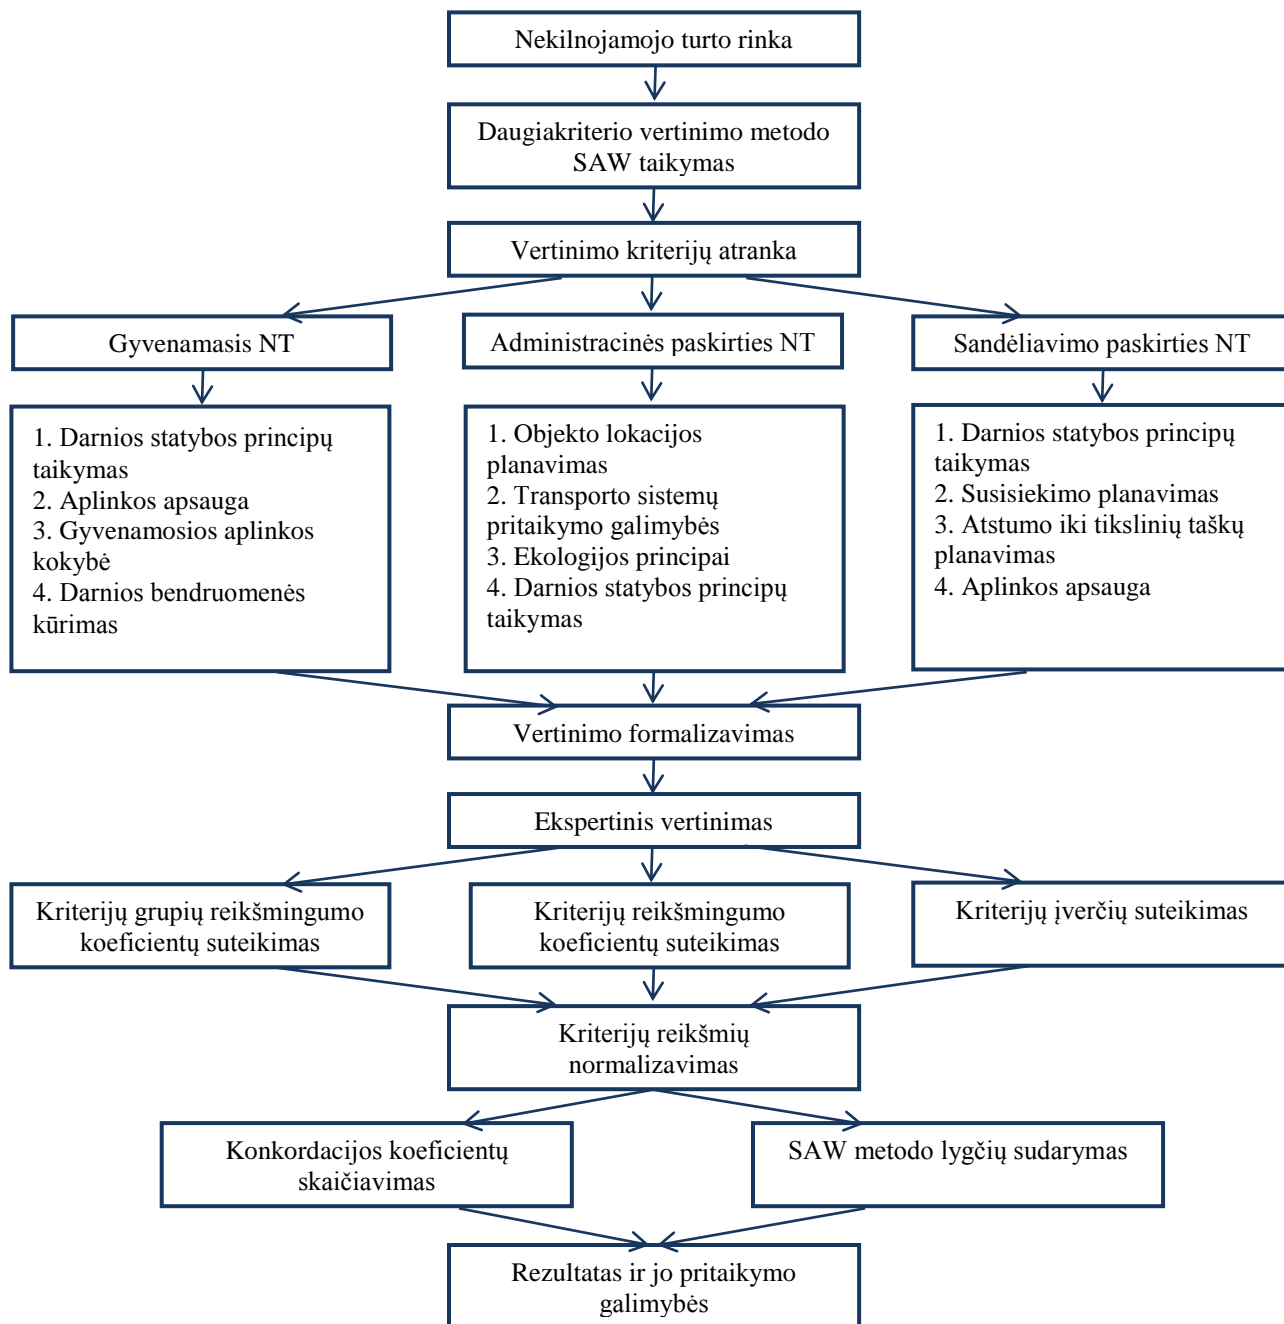 Nekilnojamojo turto rinka
Daugiakriterio vertinimo metodo
SAW taikymas
Vertinimo kriterijų atranka
Gyvenamasis NT
Administracinės paskirties NT
Sandėliavimo paskirties NT
1. Darnios statybos principų
taikymas
2. Aplinkos apsauga
3. Gyvenamosios aplinkos
kokybė
4. Darnios bendruomenės
kūrimas
1. Objekto lokacijos
planavimas
2. Transporto sistemų
pritaikymo galimybės
3. Ekologijos principai
4. Darnios statybos principų
taikymas
1. Darnios statybos principų
taikymas
2. Susisiekimo planavimas
3. Atstumo iki tikslinių taškų
planavimas
4. Aplinkos apsauga
Vertinimo formalizavimas
Ekspertinis vertinimas
Kriterijų grupių reikšmingumo
koeficientų suteikimas
Kriterijų reikšmingumo
koeficientų suteikimas
Kriterijų įverčių suteikimas
Kriterijų reikšmių
normalizavimas
Konkordacijos koeficientų
skaičiavimas
SAW metodo lygčių sudarymas
Rezultatas ir jo pritaikymo
galimybės